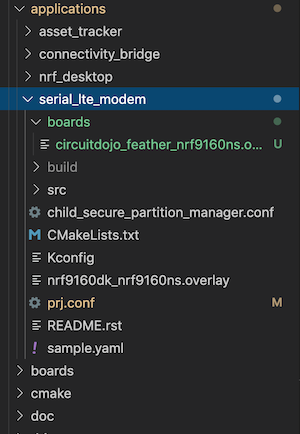 applications
asset_tracker
connectivity_bridge
nrf_desktop
serial_lte_modem
boards
circuitdojo_feather_nrf9160ns.o... U
build
src
child_secure_partition_manager.conf
CMakeLists.txt
Kconfig
nrf9160dk_nrf9160ns.overlay
prj.conf M
README.rst
sample.yaml
boards
cmake
doc